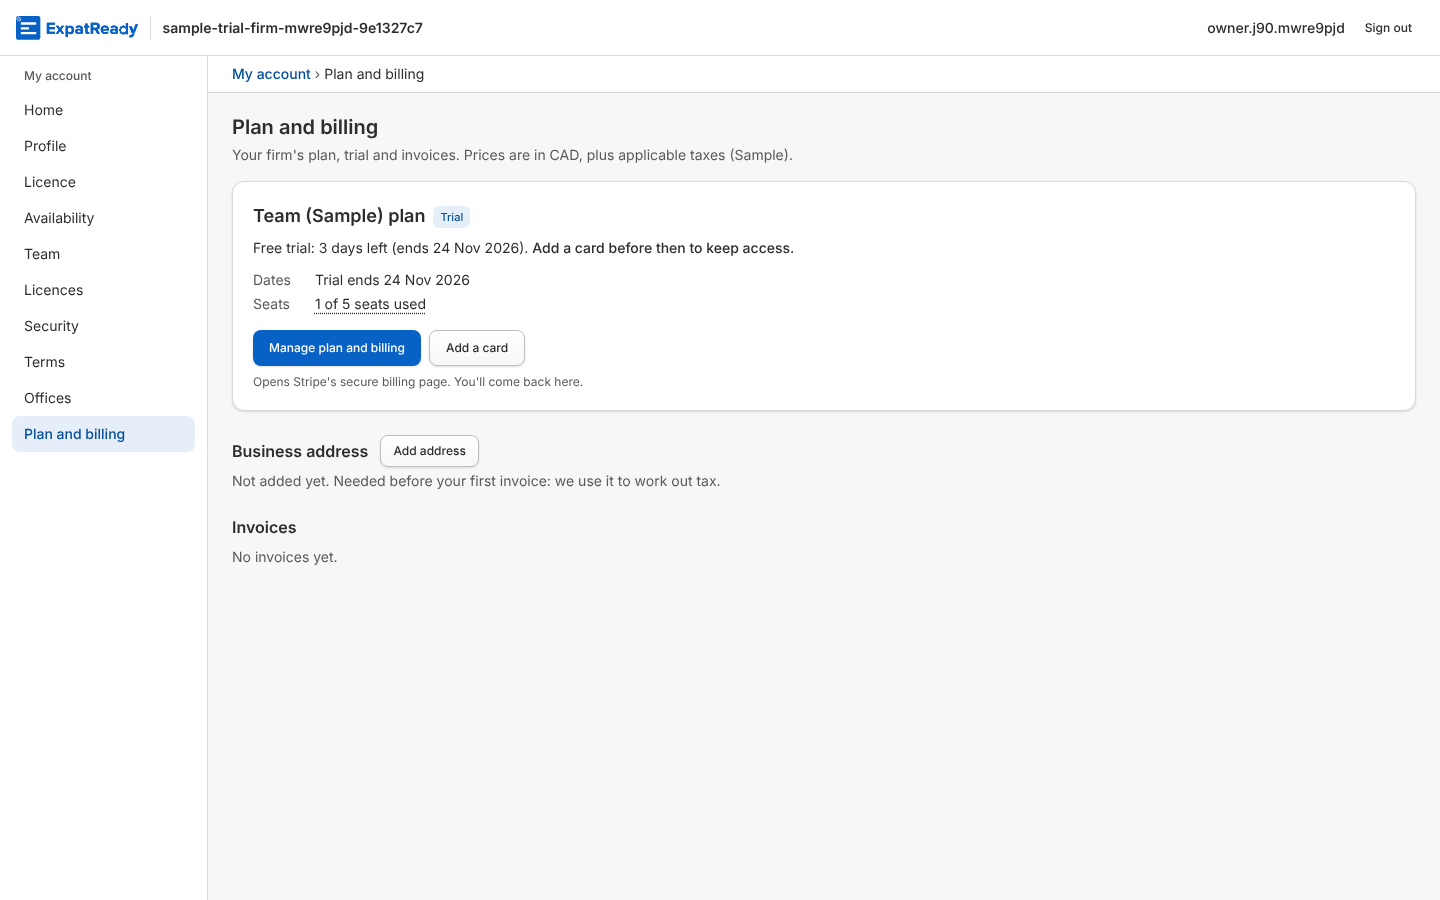 ExpatReady
sample-trial-firm-mwre9pjd-9e1327c7
owner.j90.mwre9pjd
Sign out
My account
Home
Profile
Licence
Availability
Team
Licences
Security
Terms
Offices
Plan and billing
My account › Plan and billing
Plan and billing
Your firm's plan, trial and invoices. Prices are in CAD, plus applicable taxes (Sample).
Team (Sample) plan Trial
Free trial: 3 days left (ends 24 Nov 2026). Add a card before then to keep access.
Dates Trial ends 24 Nov 2026
Seats 1 of 5 seats used
Manage plan and billing
Add a card
Opens Stripe's secure billing page. You'll come back here.
Business address
Add address
Not added yet. Needed before your first invoice: we use it to work out tax.
Invoices
No invoices yet.